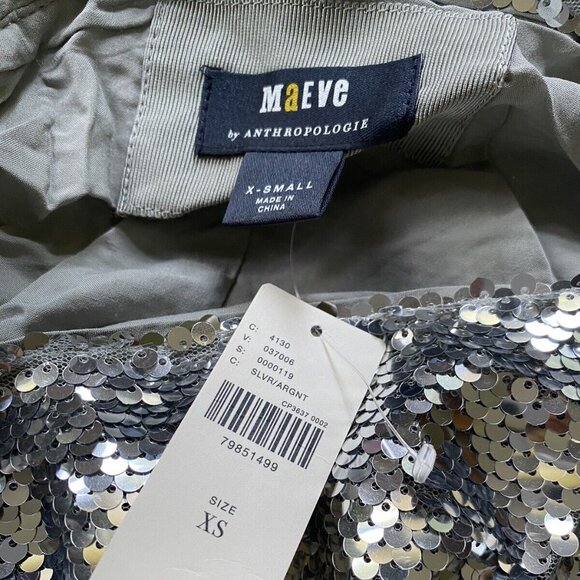 MaEve
by ANTHROPOLOGIE
X-SMALL
MADE IN
CHINA
C: 4130
V: 037006
S: 0000119
C: SLVR/ARGNT
CP3637 0002
79851499
SIZE
XS